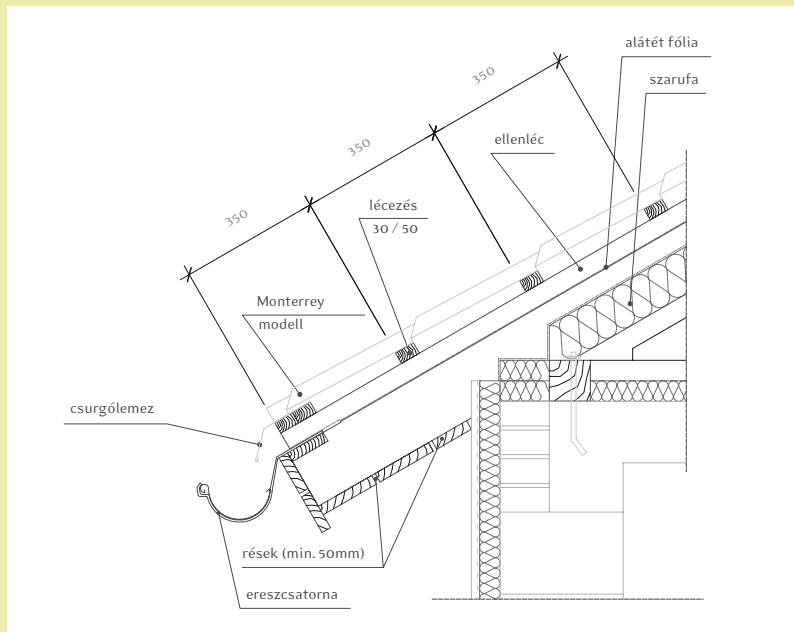 alátét fólia
350
szarufa
350
ellenléc
350
lécezés
30 / 50
Monterrey
modell
csurgólemez
rések (min. 50mm)
ereszcsatorna